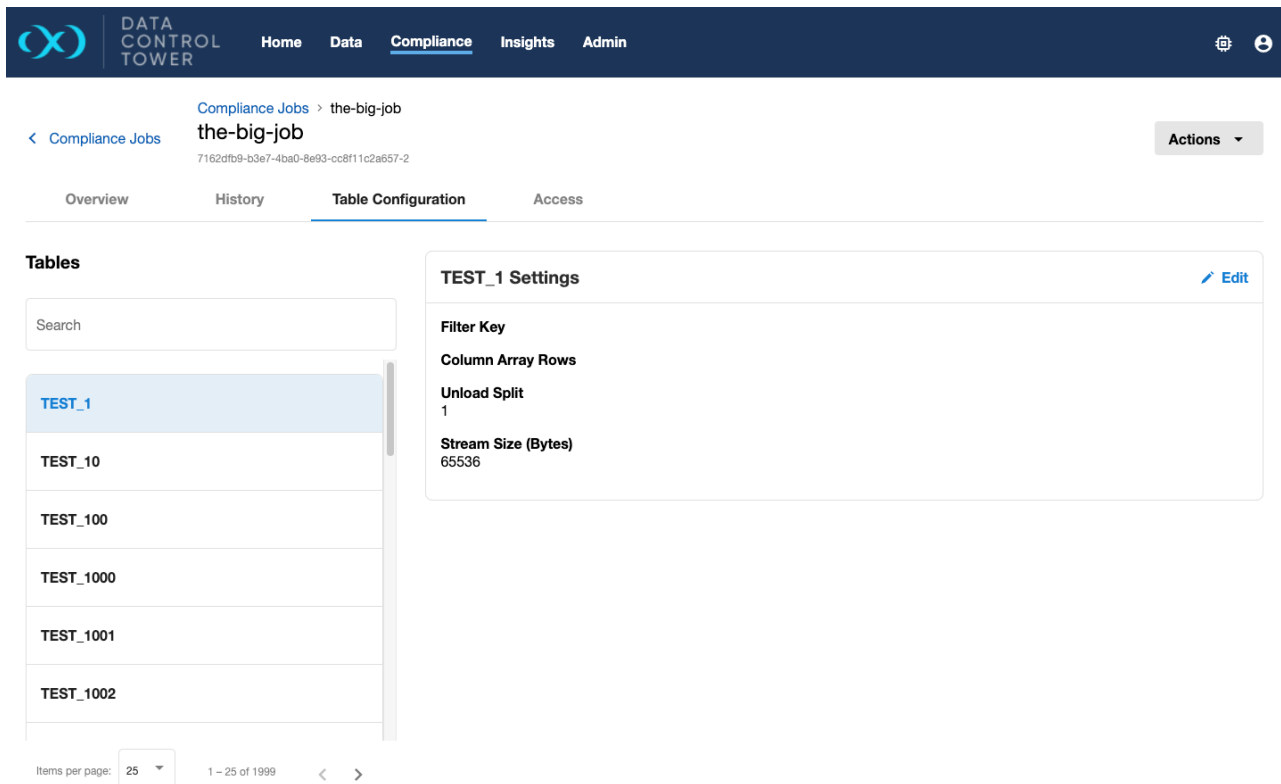 DATA
CONTROL
TOWER
Home Data Compliance Insights Admin
Compliance Jobs > the-big-job
< Compliance Jobs
the-big-job
7162dfb9-b3e7-4ba0-8e93-cc8f11c2a657-2
Actions
Overview History Table Configuration Access
Tables
Search
TEST_1
TEST_10
TEST_100
TEST_1000
TEST_1001
TEST_1002
Items per page: 25 1 – 25 of 1999 < >
TEST_1 Settings Edit
Filter Key
Column Array Rows
Unload Split
1
Stream Size (Bytes)
65536